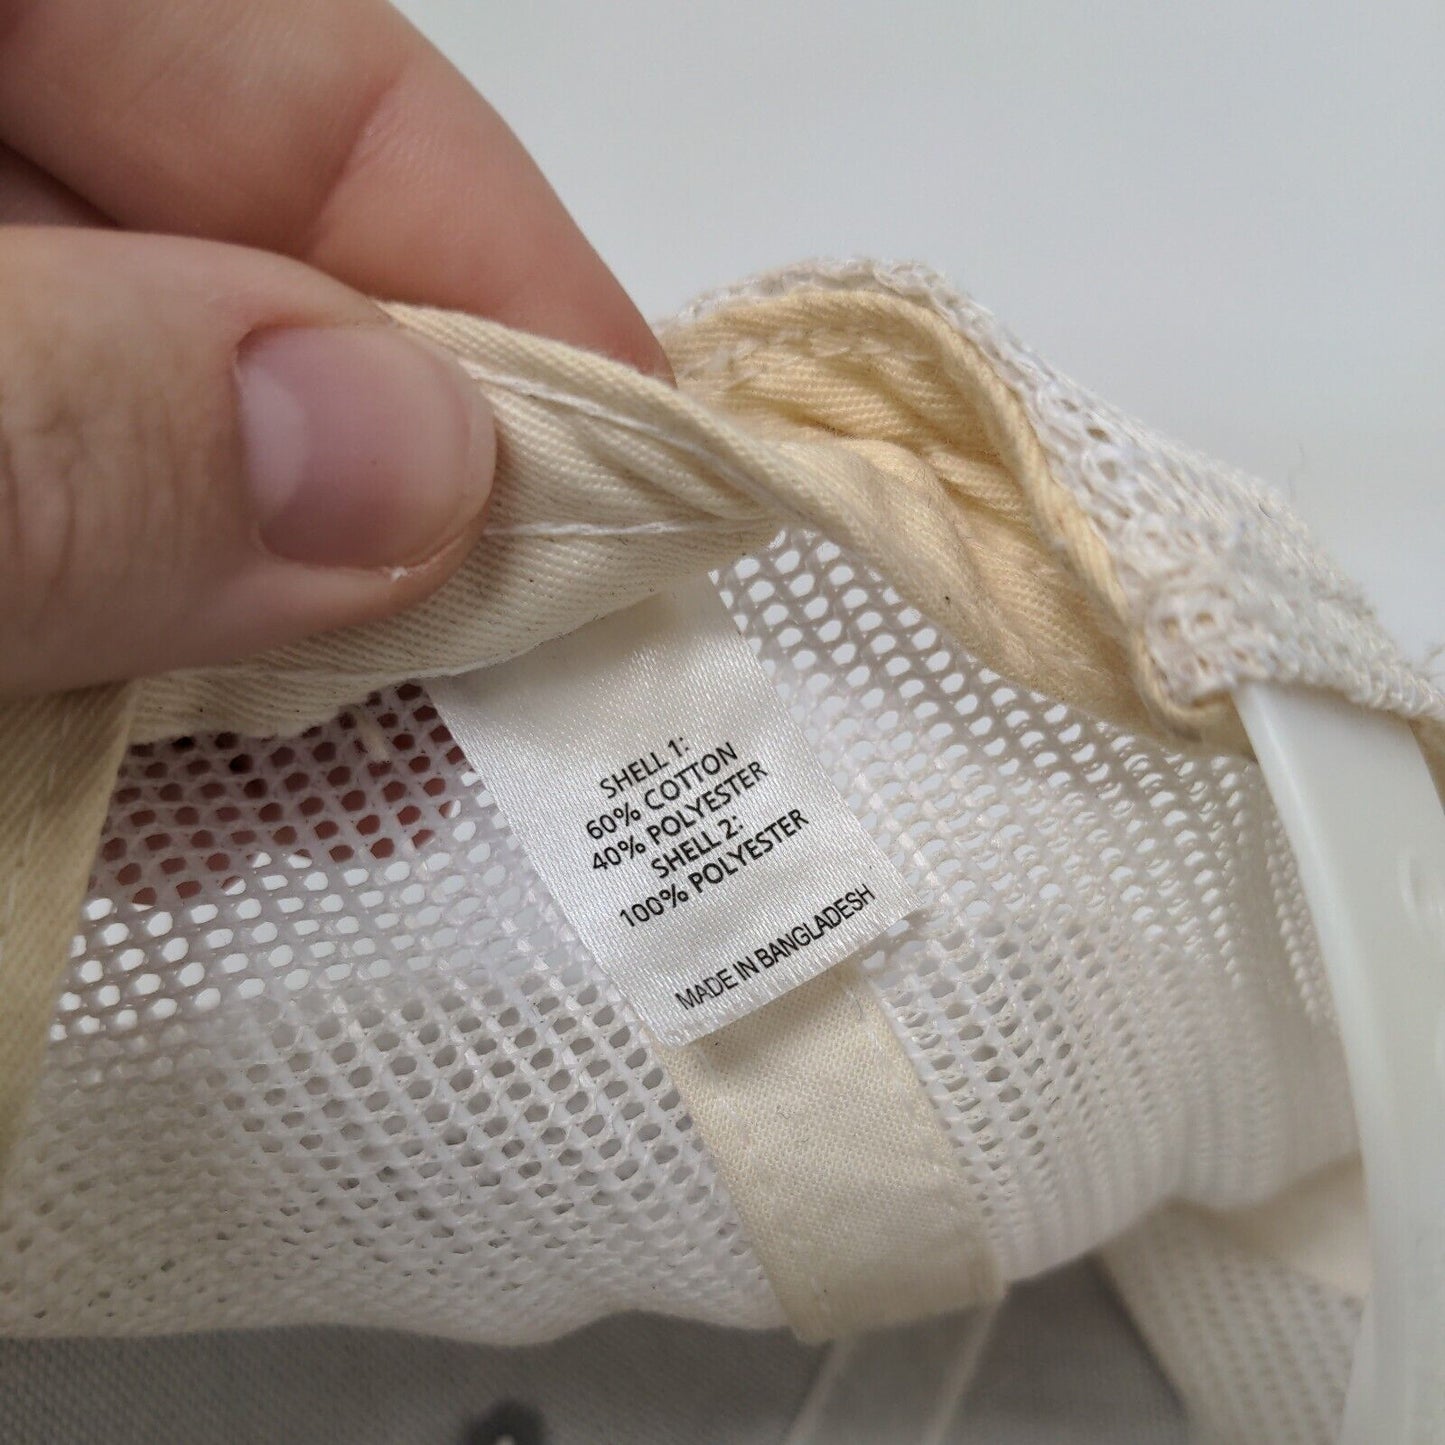 SHELL 1:
60% COTTON
40% POLYESTER
SHELL 2:
100% POLYESTER
MADE IN BANGLADESH